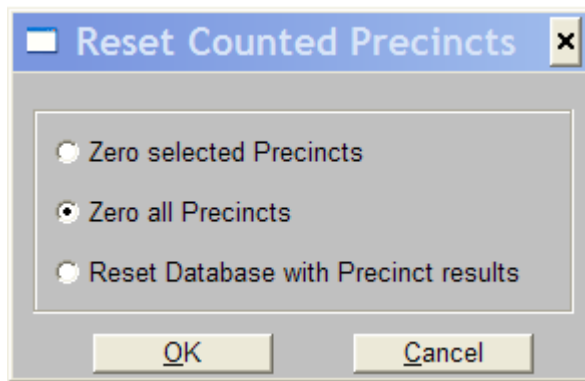 Reset Counted Precincts
Zero selected Precincts
Zero all Precincts
Reset Database with Precinct results
OK
Cancel